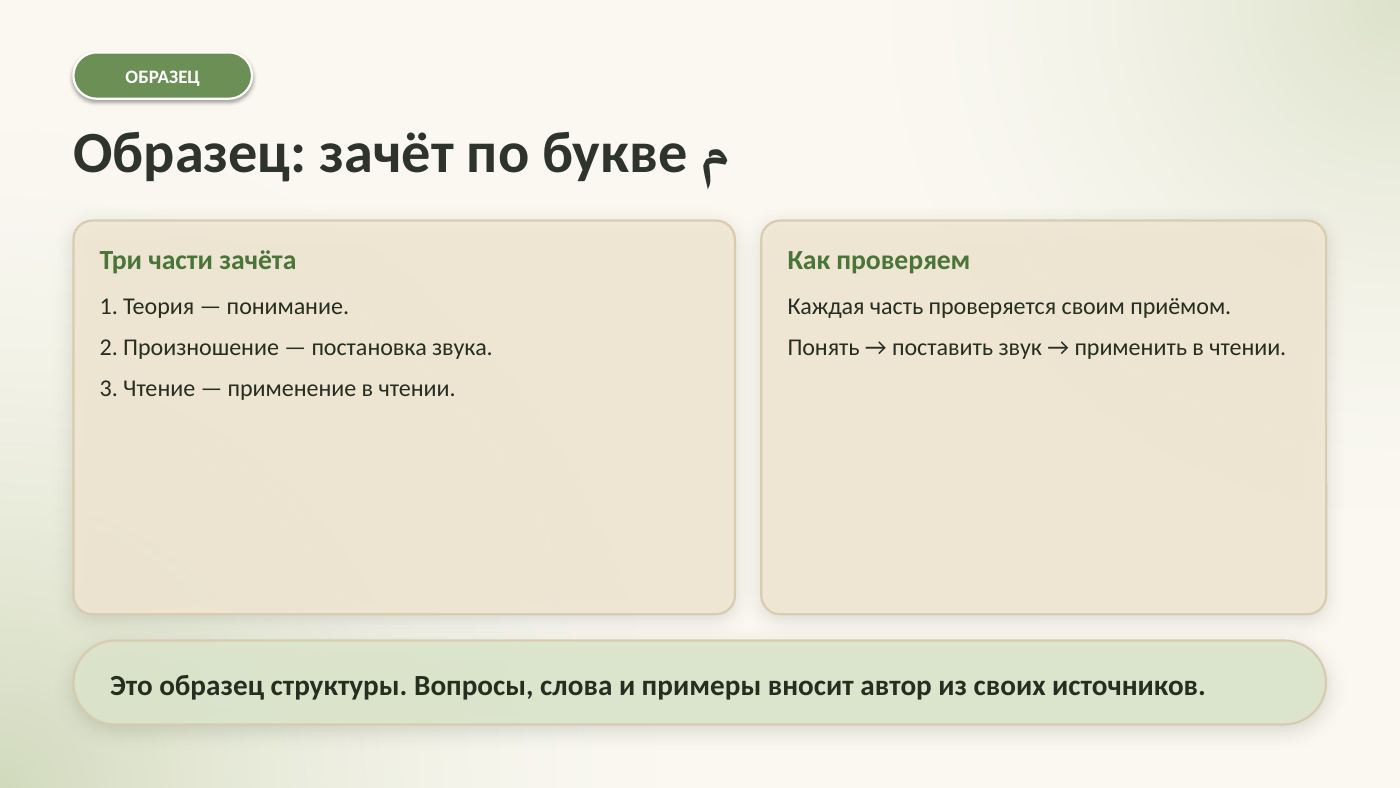 ОБРАЗЕЦ
Образец: зачёт по букве م
Три части зачёта
1. Теория — понимание.
2. Произношение — постановка звука.
3. Чтение — применение в чтении.
Как проверяем
Каждая часть проверяется своим приёмом.
Понять → поставить звук → применить в чтении.
Это образец структуры. Вопросы, слова и примеры вносит автор из своих источников.